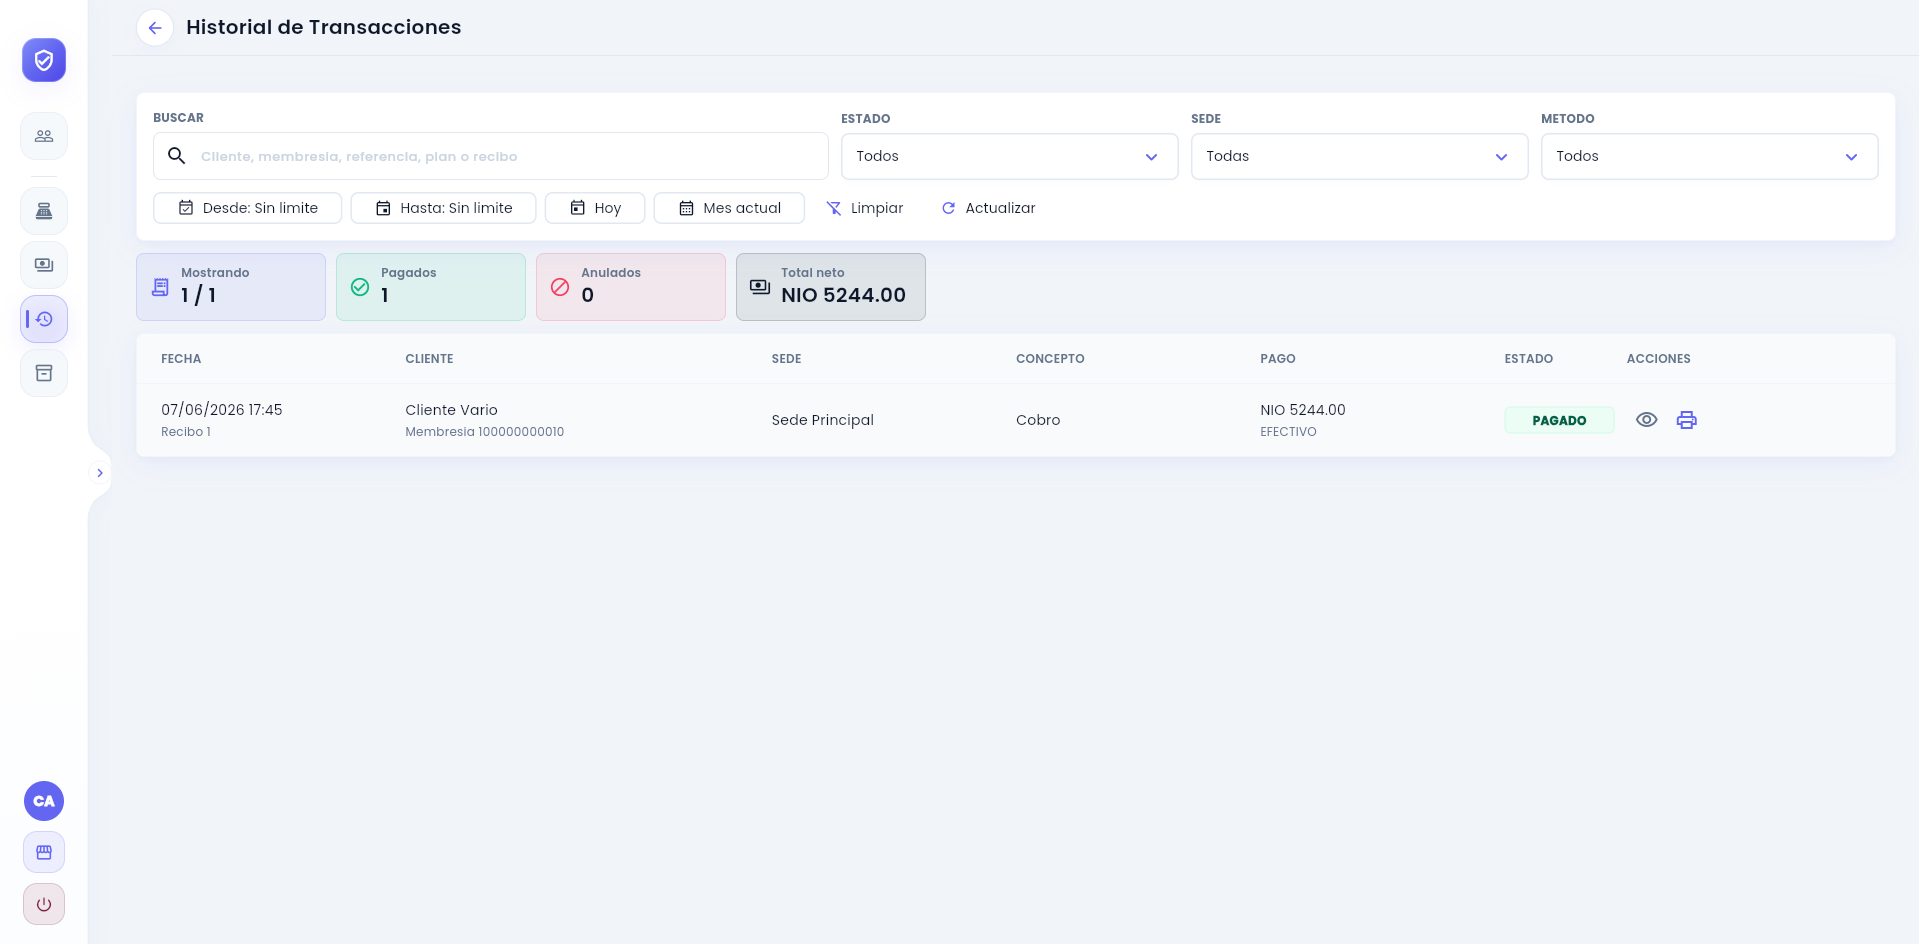 Historial de Transacciones
BUSCAR
Cliente, membresia, referencia, plan o recibo
ESTADO
Todos
SEDE
Todas
METODO
Todos
Desde: Sin limite
Hasta: Sin limite
Hoy
Mes actual
Limpiar
Actualizar
Mostrando
1 / 1
Pagados
1
Anulados
0
Total neto
NIO 5244.00
FECHA CLIENTE SEDE CONCEPTO PAGO ESTADO ACCIONES
07/06/2026 17:45
Recibo 1
Cliente Vario
Membresia 100000000010
Sede Principal
Cobro
NIO 5244.00
EFECTIVO
PAGADO
CA